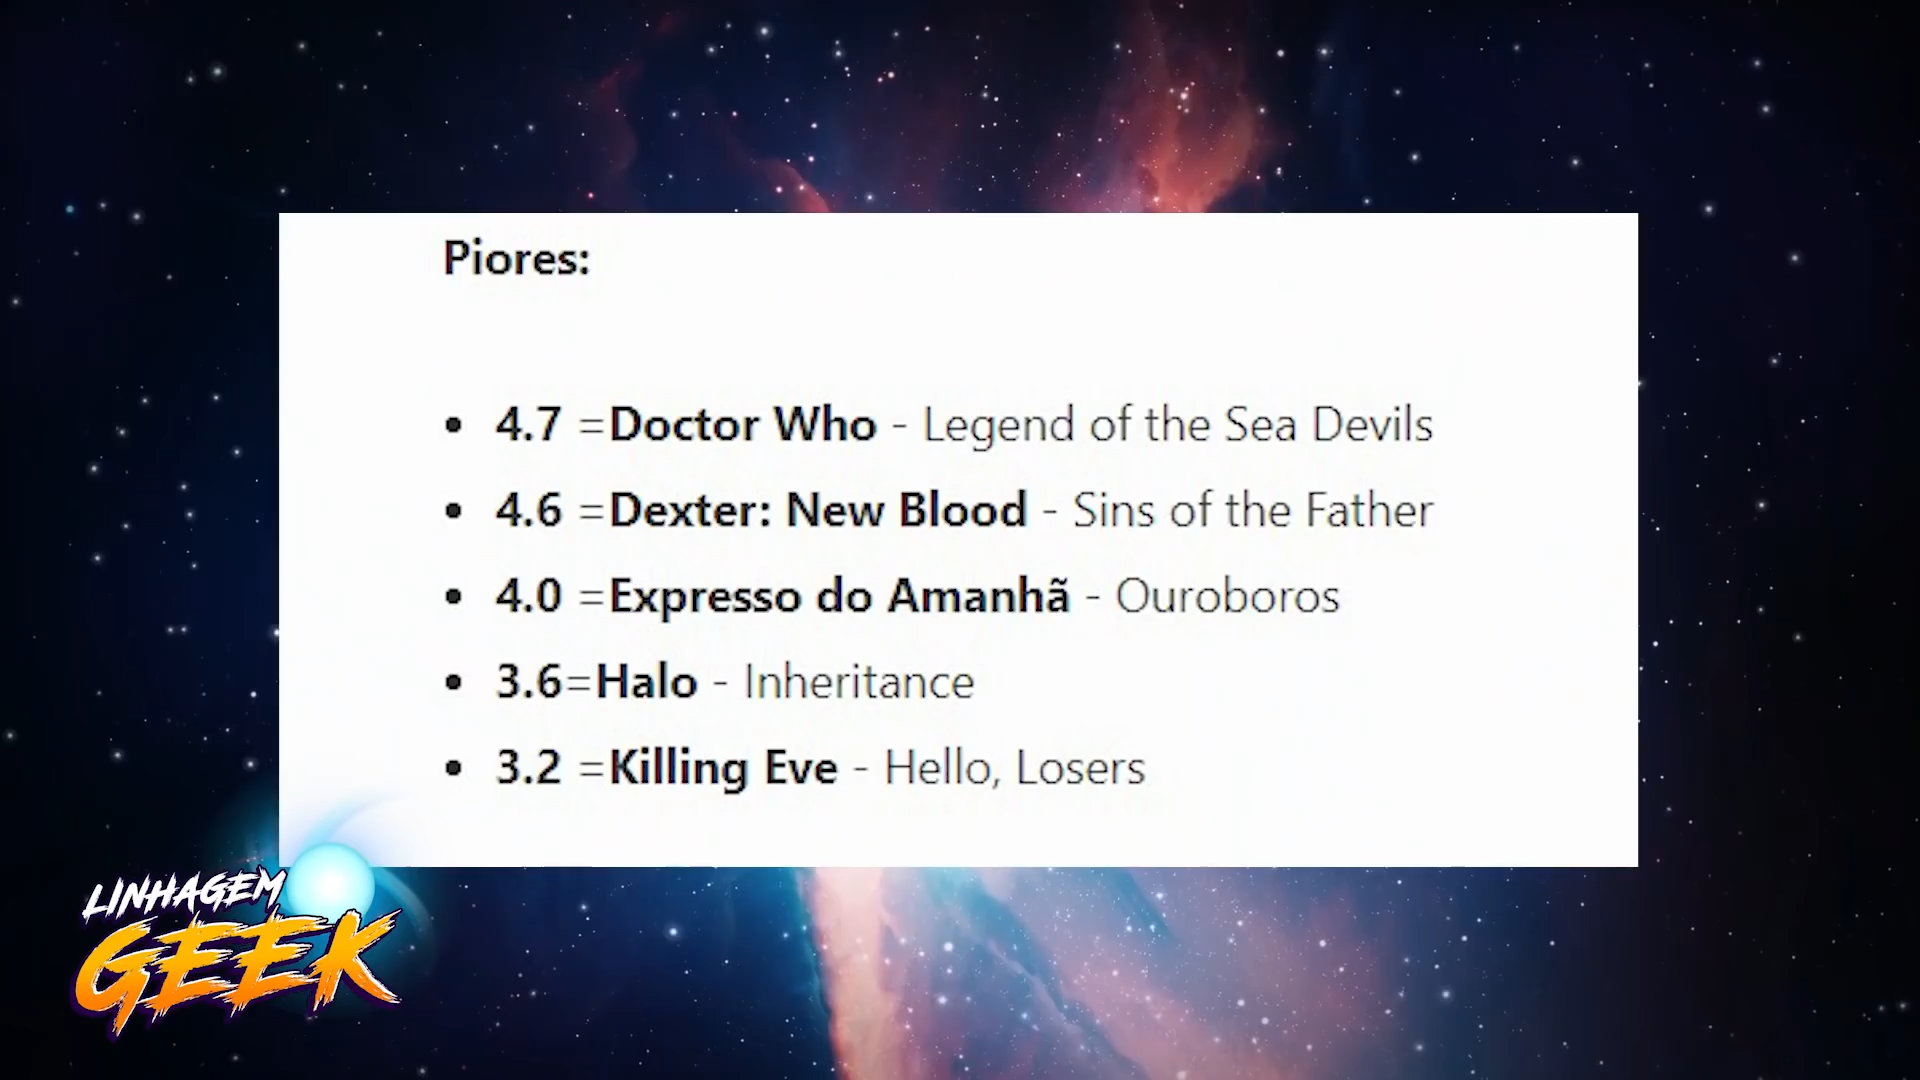 Piores:
• 4.7 =Doctor Who - Legend of the Sea Devils
• 4.6 =Dexter: New Blood - Sins of the Father
• 4.0 =Expresso do Amanhã - Ouroboros
• 3.6=Halo - Inheritance
• 3.2 =Killing Eve - Hello, Losers
LINHAGEM
GEEK